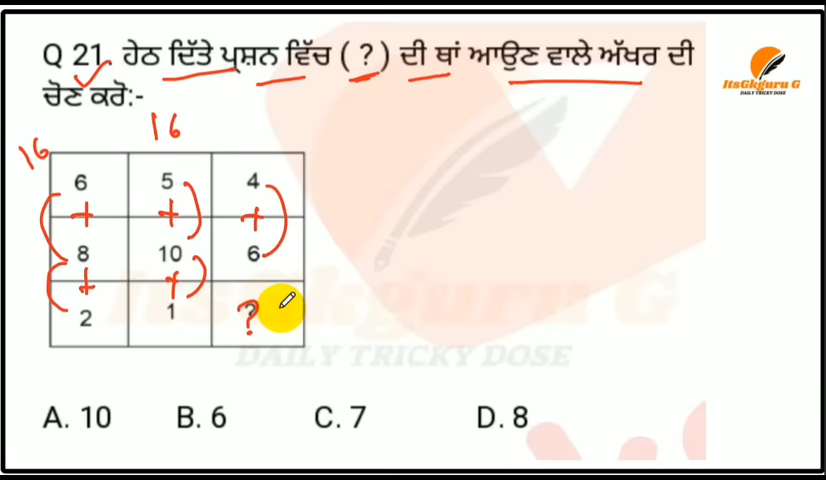 Q 21. ਹੇਠ ਦਿੱਤੇ ਪ੍ਰਸ਼ਨ ਵਿੱਚ ( ? ) ਦੀ ਥਾਂ ਆਉਣ ਵਾਲੇ ਅੱਖਰ ਦੀ
ਚੋਣ ਕਰੋ:-
ItsGkguru G
DAILY TRICKY DOSE
16 16
6 5 4
+ + +
8 10 6
+ +
2 1 ?
ItsGkguru G
DAILY TRICKY DOSE
A. 10 B. 6 C. 7 D. 8